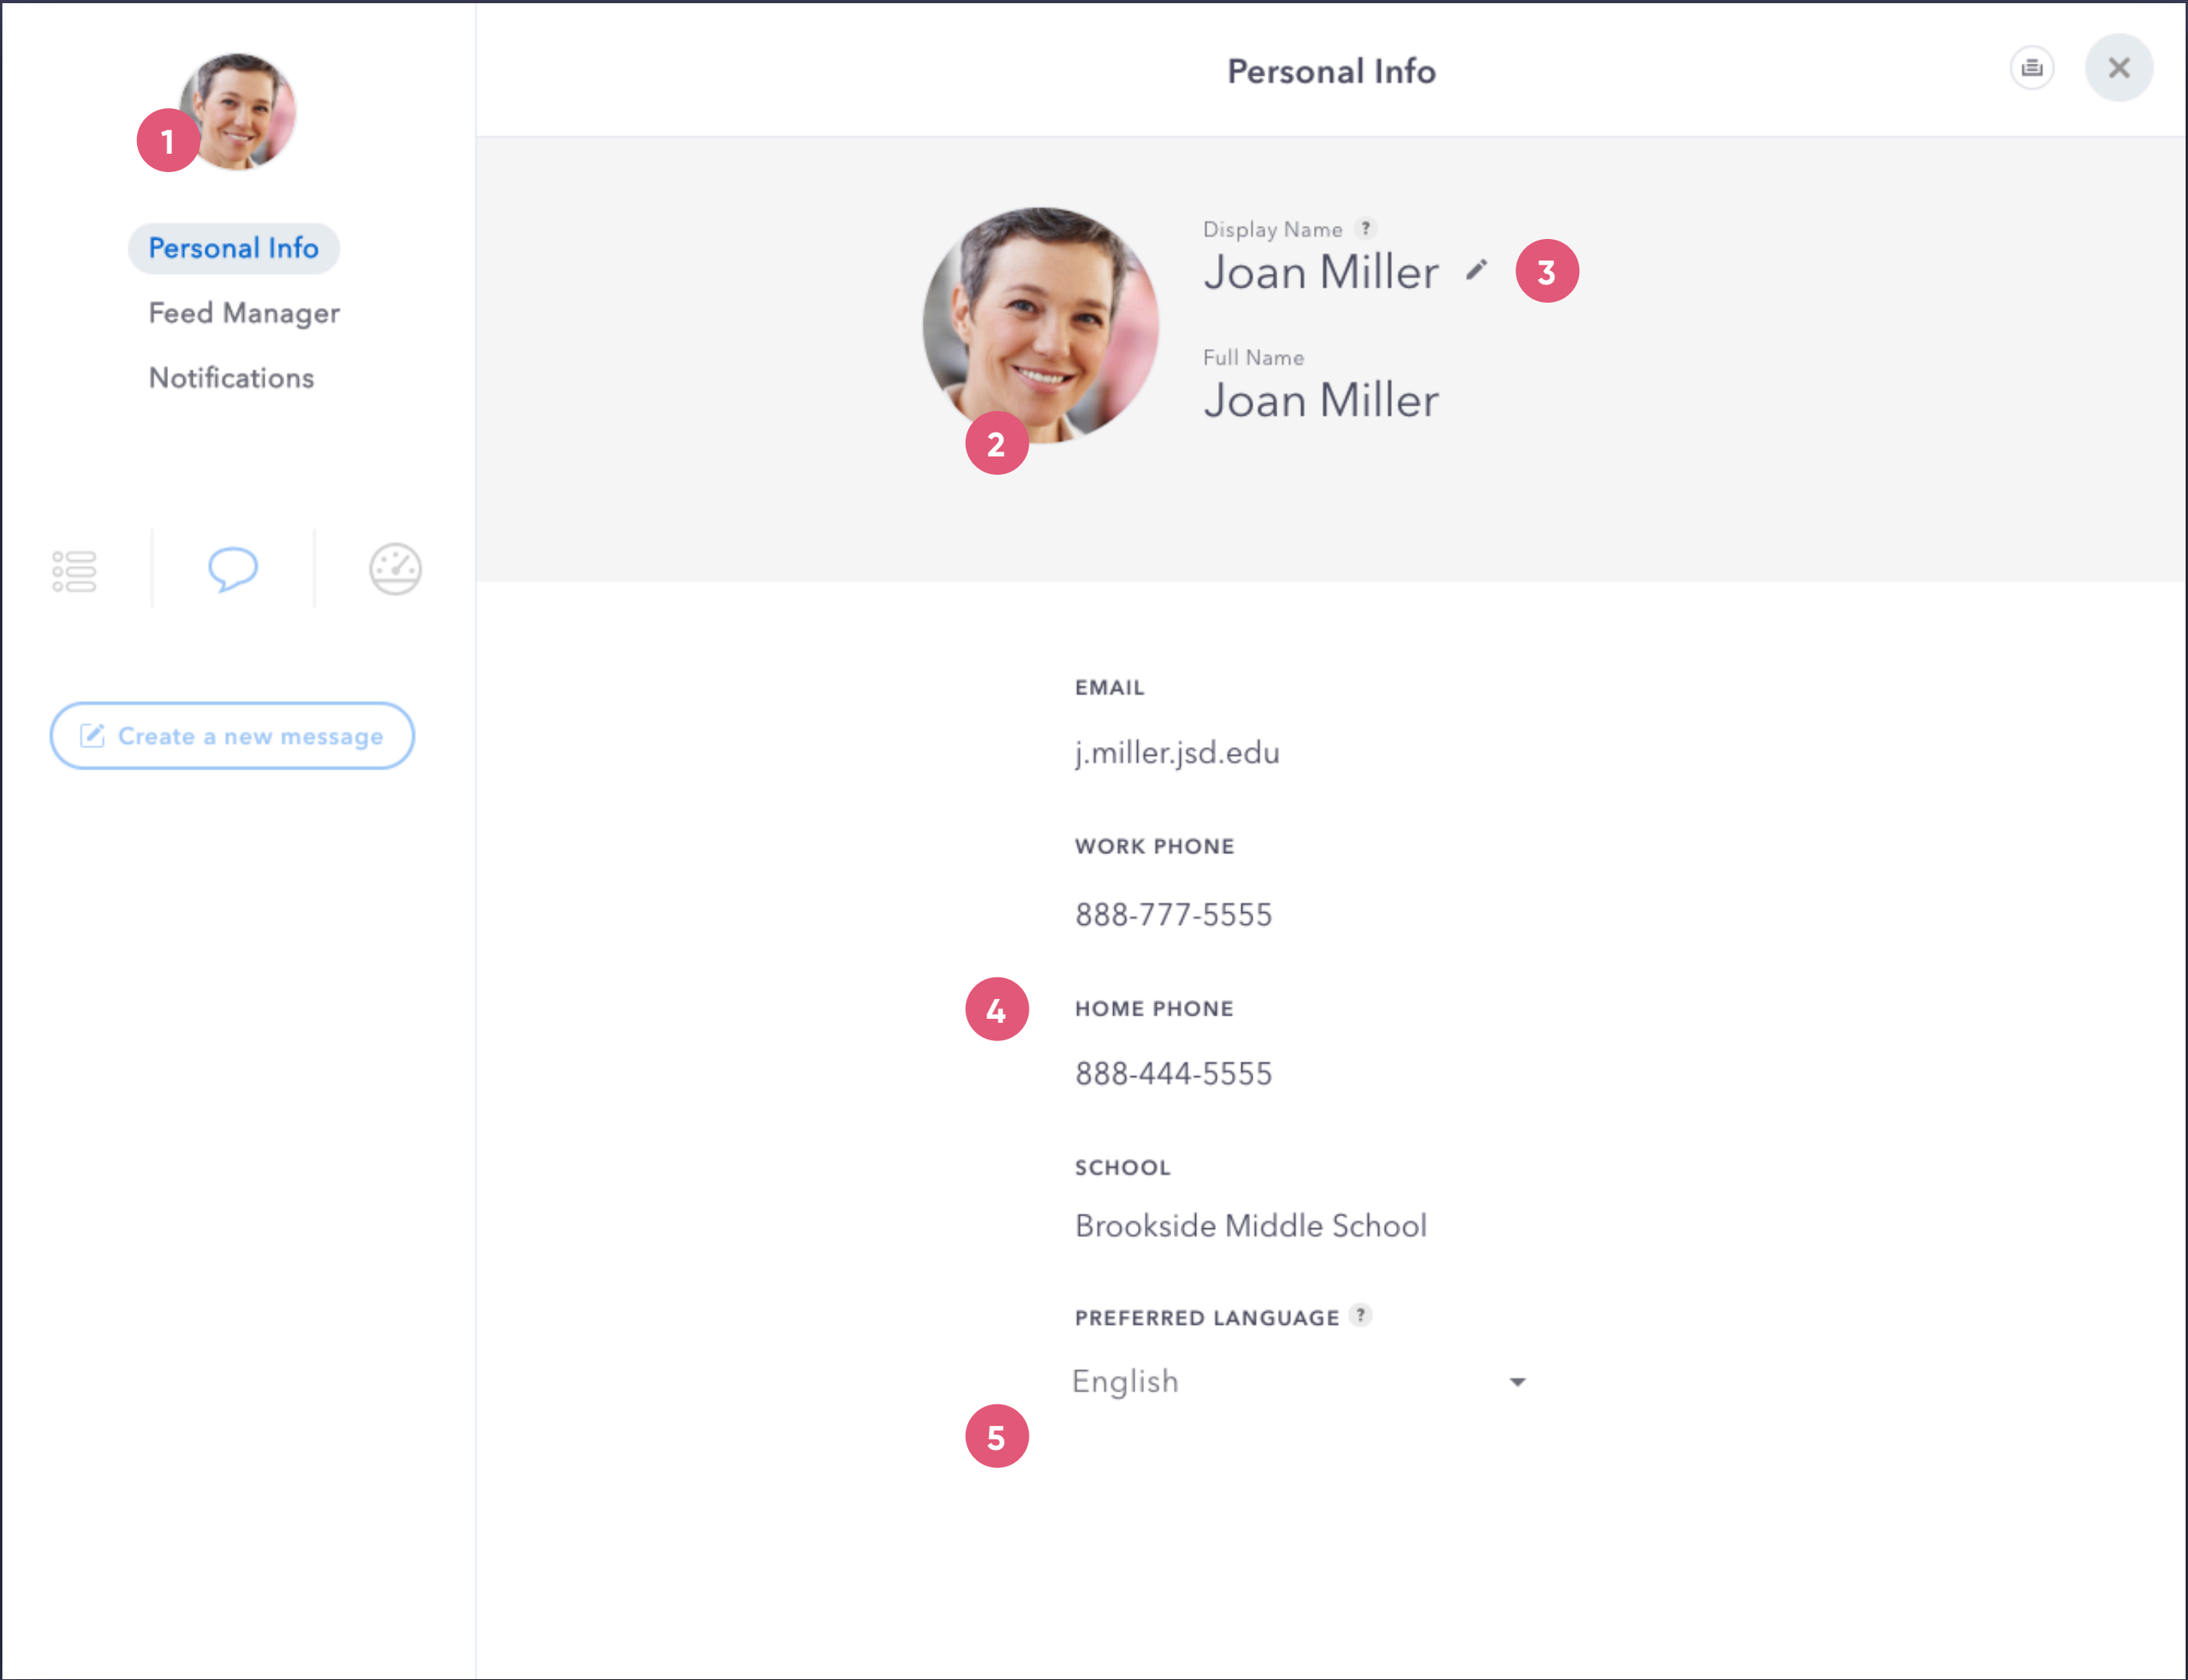 1
Personal Info
Feed Manager
Notifications
Create a new message
Personal Info
Display Name ?
Joan Miller
3
Full Name
Joan Miller
2
EMAIL
j.miller.jsd.edu
WORK PHONE
888-777-5555
4
HOME PHONE
888-444-5555
SCHOOL
Brookside Middle School
PREFERRED LANGUAGE ?
English
5